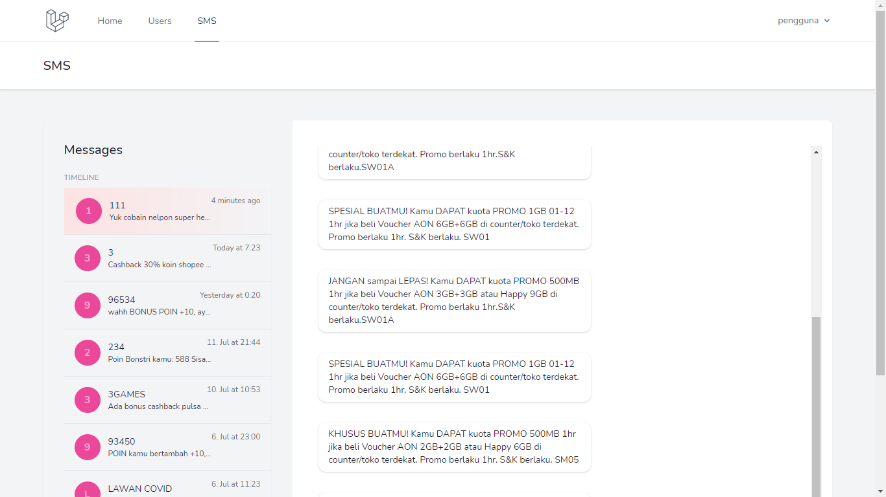 Home Users SMS pengguna
SMS
Messages
TIMELINE
1 111 4 minutes ago
Yuk cobain nelpon super he...
3 3 Today at 7:23
Cashback 30% koin shopee ...
9 96534 Yesterday at 0:20
wahh BONUS POIN +10, ay...
2 234 11. Jul at 21:44
Poin Bonstri kamu: 588 Sisa...
3 3GAMES 10. Jul at 10:53
Ada bonus cashback pulsa ...
9 93450 6. Jul at 23:00
POIN kamu bertambah +10,...
L LAWAN COVID 6. Jul at 11:23
counter/toko terdekat. Promo berlaku 1hr.S&K
berlaku.SW01A
SPESIAL BUATMU! Kamu DAPAT kuota PROMO 1GB 01-12
1hr jika beli Voucher AON 6GB+6GB di counter/toko terdekat.
Promo berlaku 1hr. S&K berlaku. SW01
JANGAN sampai LEPAS! Kamu DAPAT kuota PROMO 500MB
1hr jika beli Voucher AON 3GB+3GB atau Happy 9GB di
counter/toko terdekat. Promo berlaku 1hr.S&K
berlaku.SW01A
SPESIAL BUATMU! Kamu DAPAT kuota PROMO 1GB 01-12
1hr jika beli Voucher AON 6GB+6GB di counter/toko terdekat.
Promo berlaku 1hr. S&K berlaku. SW01
KHUSUS BUATMU! Kamu DAPAT kuota PROMO 500MB 1hr
jika beli Voucher AON 2GB+2GB atau Happy 6GB di
counter/toko terdekat. Promo berlaku 1hr. S&K berlaku. SM05